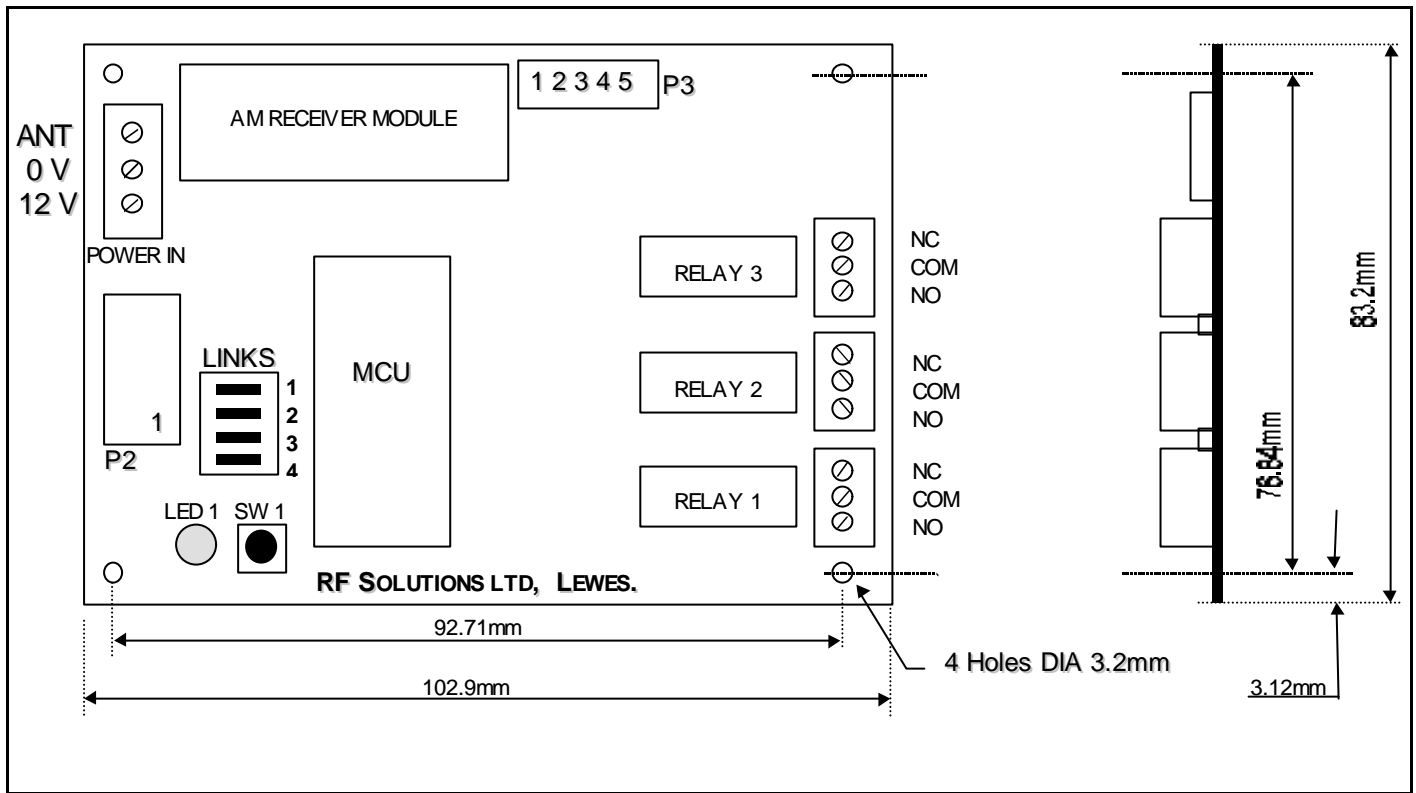 1 2 3 4 5
P3
AM RECEIVER MODULE
ANT
0 V
12 V
POWER IN
RELAY 3
NC
COM
NO
LINKS
1
2
3
4
MCU
RELAY 2
NC
COM
NO
1
P2
RELAY 1
NC
COM
NO
LED 1
SW 1
RF SOLUTIONS LTD, LEWES.
92.71mm
102.9mm
4 Holes DIA 3.2mm
83.2mm
76.84mm
3.12mm